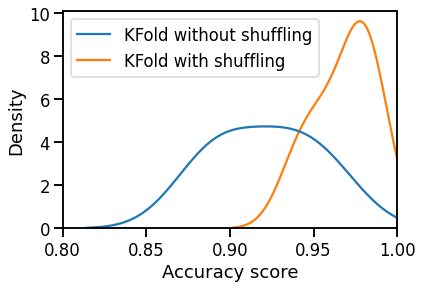 KFold without shuffling
KFold with shuffling
Density
10
8
6
4
2
0
0.80 0.85 0.90 0.95 1.00
Accuracy score